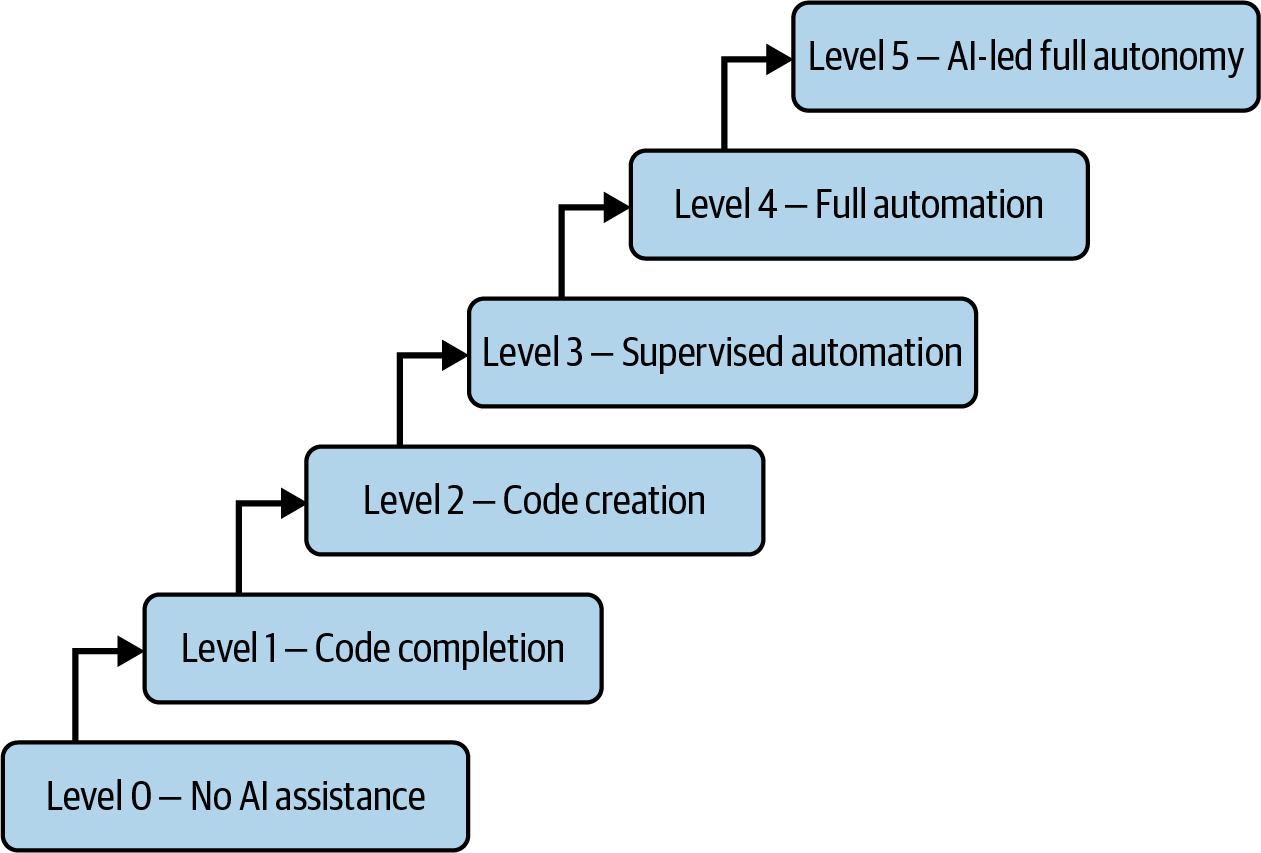 Level 5 – AI-led full autonomy
Level 4 – Full automation
Level 3 – Supervised automation
Level 2 – Code creation
Level 1 – Code completion
Level 0 – No AI assistance